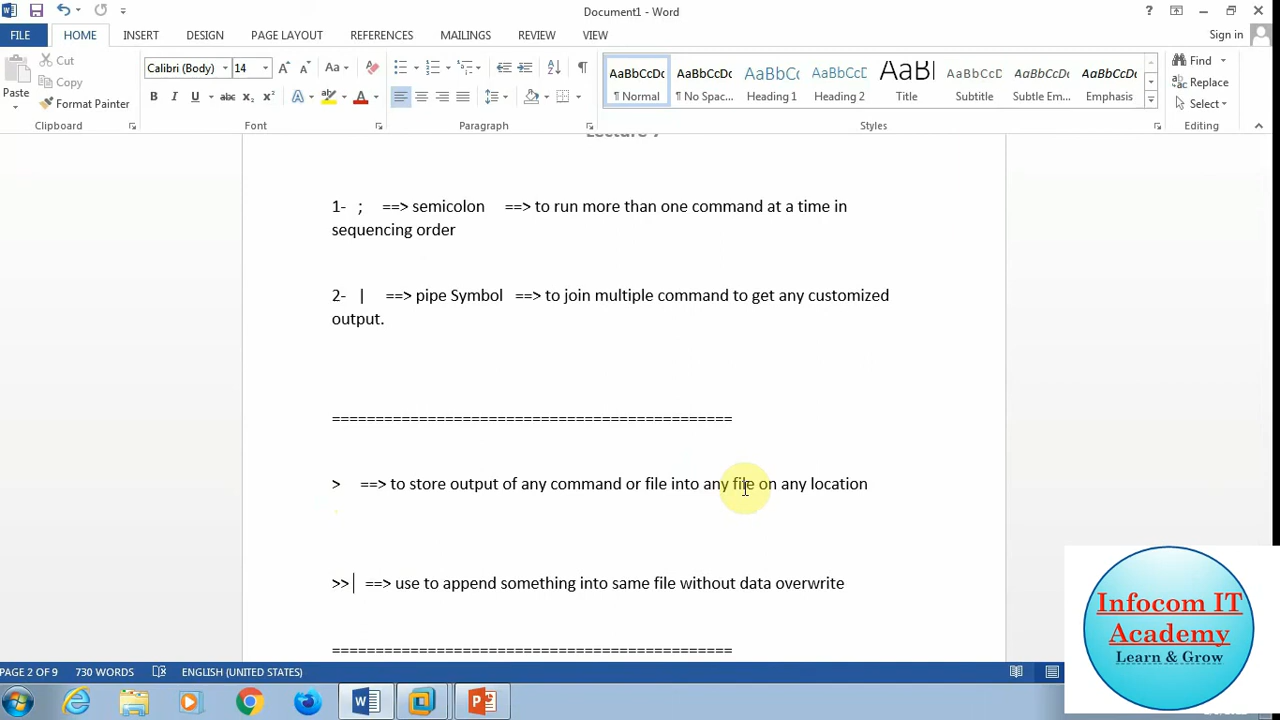 Document1 - Word
FILE HOME INSERT DESIGN PAGE LAYOUT REFERENCES MAILINGS REVIEW VIEW Sign in
Paste
Cut
Copy
Format Painter
Clipboard
Calibri (Body) 14
Font
Paragraph
AaBbCcDc AaBbCcDc AaBbCc AaBbCcD AaBl AaBbCcD AaBbCcDc AaBbCcDc
¶ Normal ¶ No Spac... Heading 1 Heading 2 Title Subtitle Subtle Em... Emphasis
Styles
Find
Replace
Select
Editing
Lecture-7
1- ; ==> semicolon ==> to run more than one command at a time in
sequencing order
2- | ==> pipe Symbol ==> to join multiple command to get any customized
output.
==============================================
> ==> to store output of any command or file into any file on any location
>> ==> use to append something into same file without data overwrite
==============================================
Infocom IT
Academy
Learn & Grow
PAGE 2 OF 9 730 WORDS ENGLISH (UNITED STATES)